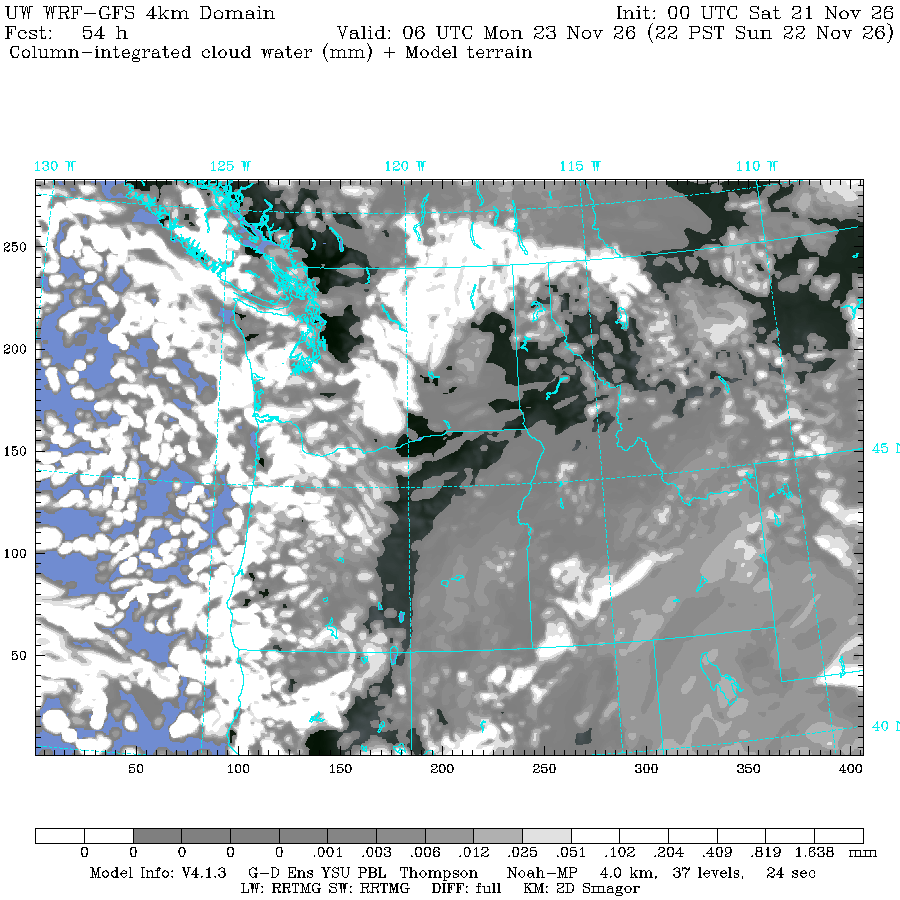 UW WRF-GFS 4km Domain Init: 00 UTC Sat 21 Nov 26
Fcst: 54 h Valid: 06 UTC Mon 23 Nov 26 (22 PST Sun 22 Nov 26)
Column-integrated cloud water (mm) + Model terrain
130 W 125 W 120 W 115 W 110 W
250
200
150 45 N
100
50
40 N
50 100 150 200 250 300 350 400
0 0 0 0 0 .001 .003 .006 .012 .025 .051 .102 .204 .409 .819 1.638 mm
Model Info: V4.1.3 G-D Ens YSU PBL Thompson Noah-MP 4.0 km, 37 levels, 24 sec
LW: RRTMG SW: RRTMG DIFF: full KM: 2D Smagor